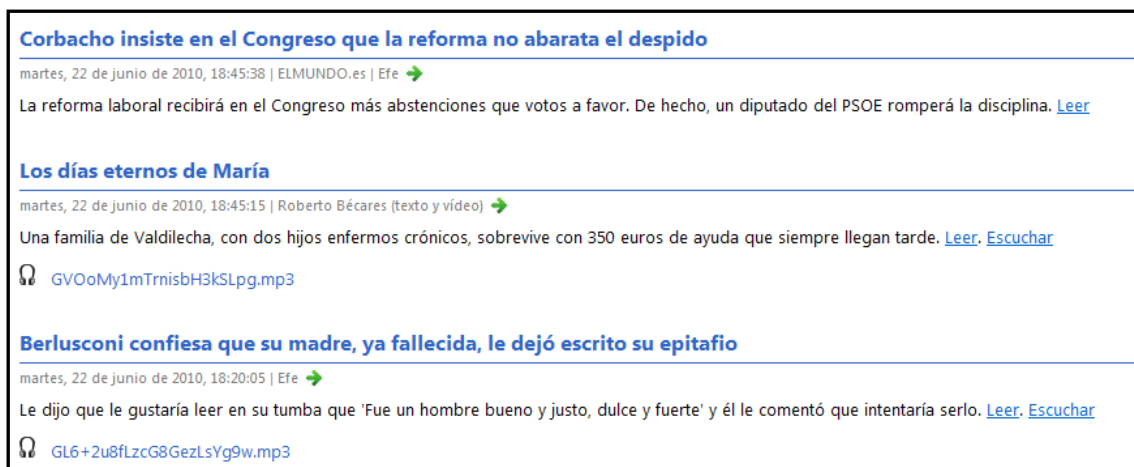 Corbacho insiste en el Congreso que la reforma no abarata el despido
martes, 22 de junio de 2010, 18:45:38 | ELMUNDO.es | Efe
La reforma laboral recibirá en el Congreso más abstenciones que votos a favor. De hecho, un diputado del PSOE romperá la disciplina. Leer
Los días eternos de María
martes, 22 de junio de 2010, 18:45:15 | Roberto Bécares (texto y vídeo)
Una familia de Valdilecha, con dos hijos enfermos crónicos, sobrevive con 350 euros de ayuda que siempre llegan tarde. Leer. Escuchar
GVOoMy1mTrnisbH3kSLpg.mp3
Berlusconi confiesa que su madre, ya fallecida, le dejó escrito su epitafio
martes, 22 de junio de 2010, 18:20:05 | Efe
Le dijo que le gustaría leer en su tumba que 'Fue un hombre bueno y justo, dulce y fuerte' y él le comentó que intentaría serlo. Leer. Escuchar
GL6+2u8fLzcG8GezLsYg9w.mp3